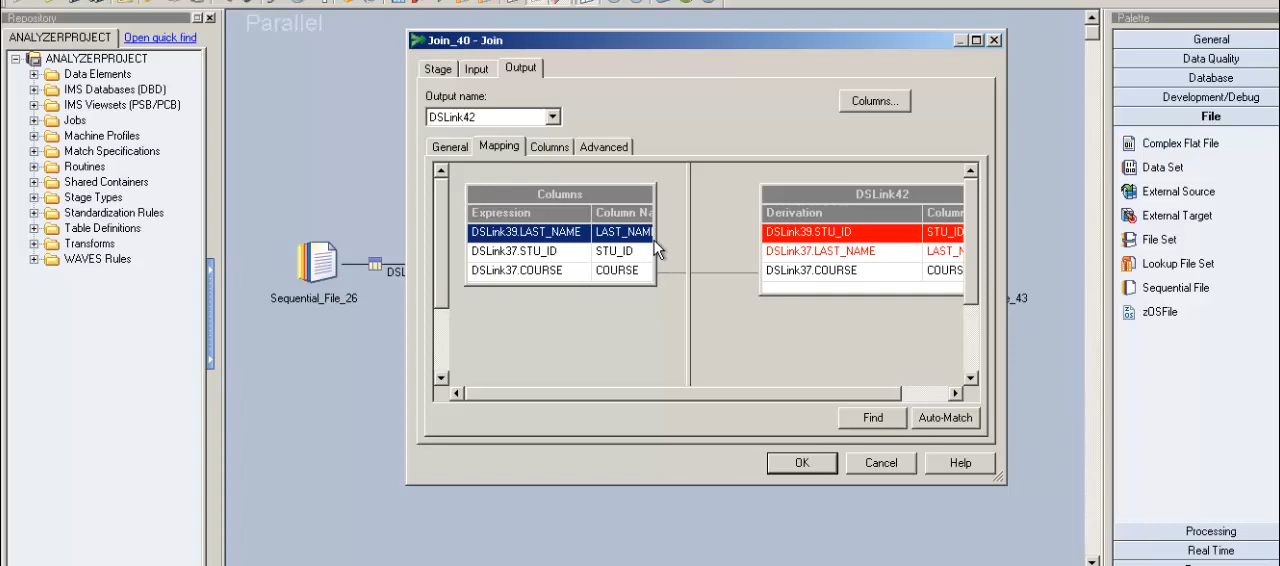 Repository
Palette
ANALYZERPROJECT
Open quick find
ANALYZERPROJECT
Data Elements
IMS Databases (DBD)
IMS Viewsets (PSB/PCB)
Jobs
Machine Profiles
Match Specifications
Routines
Shared Containers
Stage Types
Standardization Rules
Table Definitions
Transforms
WAVES Rules
Parallel
Sequential_File_26
DSL
Join_40 - Join
Stage
Input
Output
Output name:
DSLink42
Columns...
General
Mapping
Columns
Advanced
Columns
Expression
Column Na
DSLink39.LAST_NAME
LAST_NAM
DSLink37.STU_ID
STU_ID
DSLink37.COURSE
COURSE
DSLink42
Derivation
Column
DSLink39.STU_ID
STU_ID
DSLink37.LAST_NAME
LAST_N
DSLink37.COURSE
COURS
Find
Auto-Match
OK
Cancel
Help
e_43
General
Data Quality
Database
Development/Debug
File
Complex Flat File
Data Set
External Source
External Target
File Set
Lookup File Set
Sequential File
zOSFile
Processing
Real Time